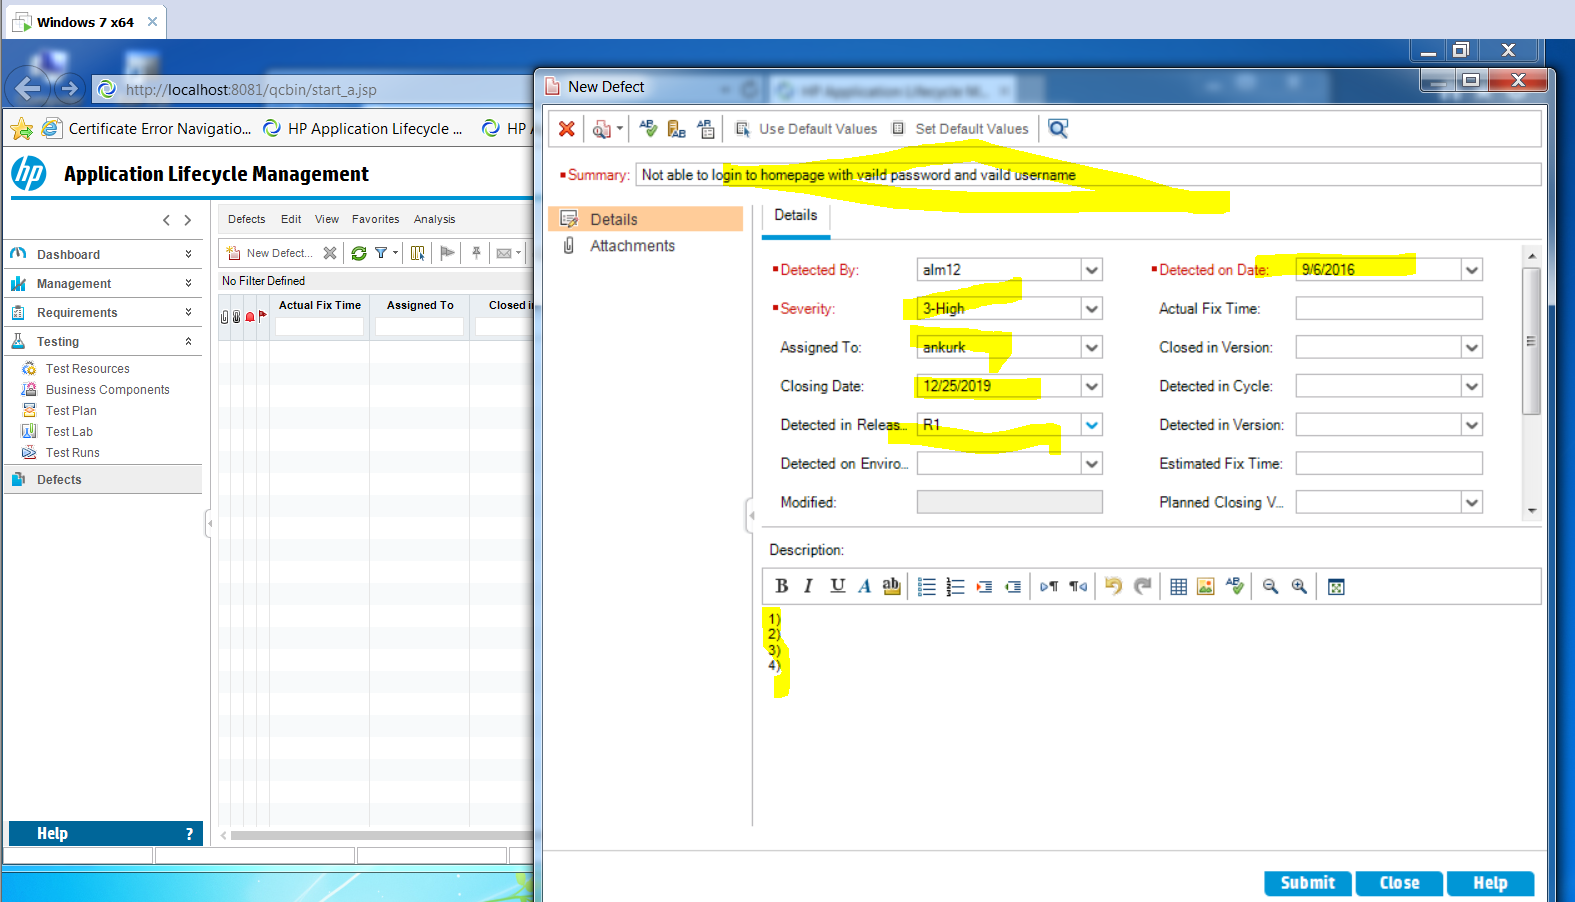 Windows 7 x64
http://localhost:8081/qcbin/start_a.jsp
Certificate Error Navigatio... HP Application Lifecycle ... HP
hp Application Lifecycle Management
Dashboard
Management
Requirements
Testing
Test Resources
Business Components
Test Plan
Test Lab
Test Runs
Defects
Help ?
Defects Edit View Favorites Analysis
New Defect...
No Filter Defined
Actual Fix Time Assigned To Closed
New Defect
HP Application Lifecycle M...
Use Default Values Set Default Values
Summary: Not able to login to homepage with vaild password and vaild username
Details
Attachments
Details
Detected By: alm12 Detected on Date: 9/6/2016
Severity: 3-High Actual Fix Time:
Assigned To: ankurk Closed in Version:
Closing Date: 12/25/2019 Detected in Cycle:
Detected in Releas... R1 Detected in Version:
Detected on Enviro... Estimated Fix Time:
Modified: Planned Closing V...
Description:
B I U A ab
1)
2)
3)
4)
Submit Close Help